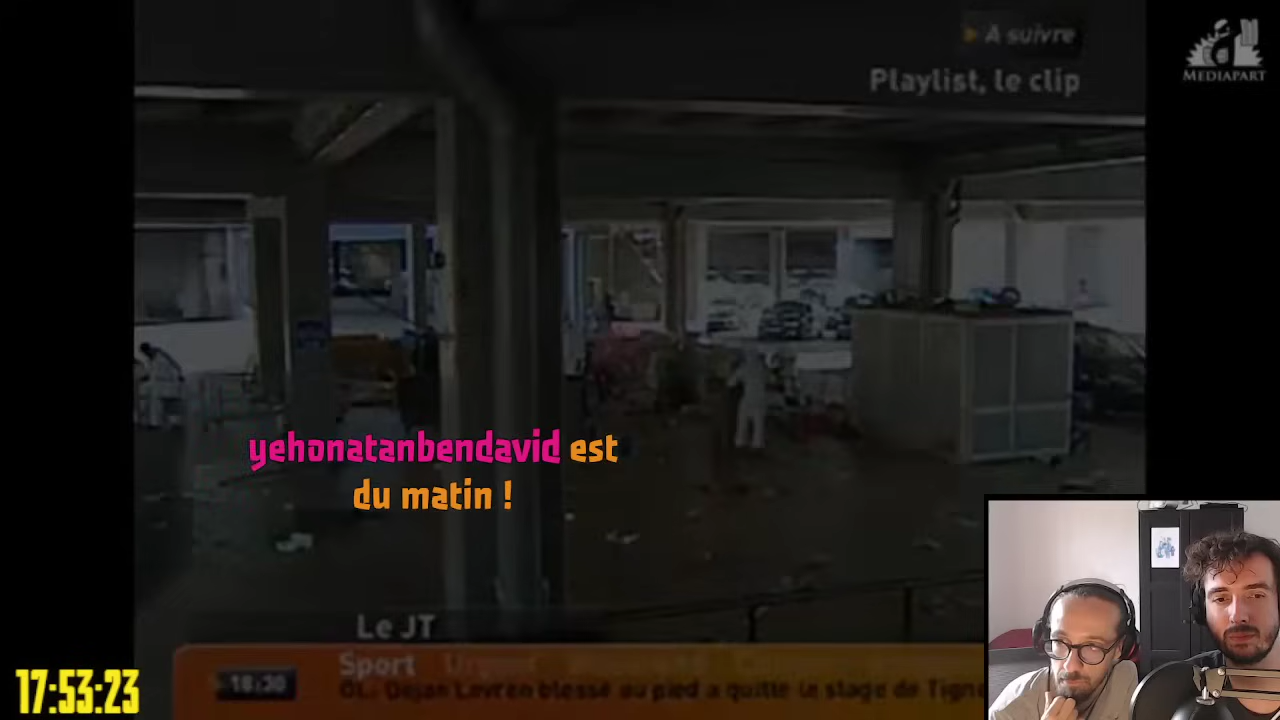 A suivre
Playlist, le clip
MEDIAPART
yehonatanbendavid est
du matin !
Le JT
Sport
18:30
OL. Dejan Lovren blessé au pied a quitté le stage de Tign
17:53:23